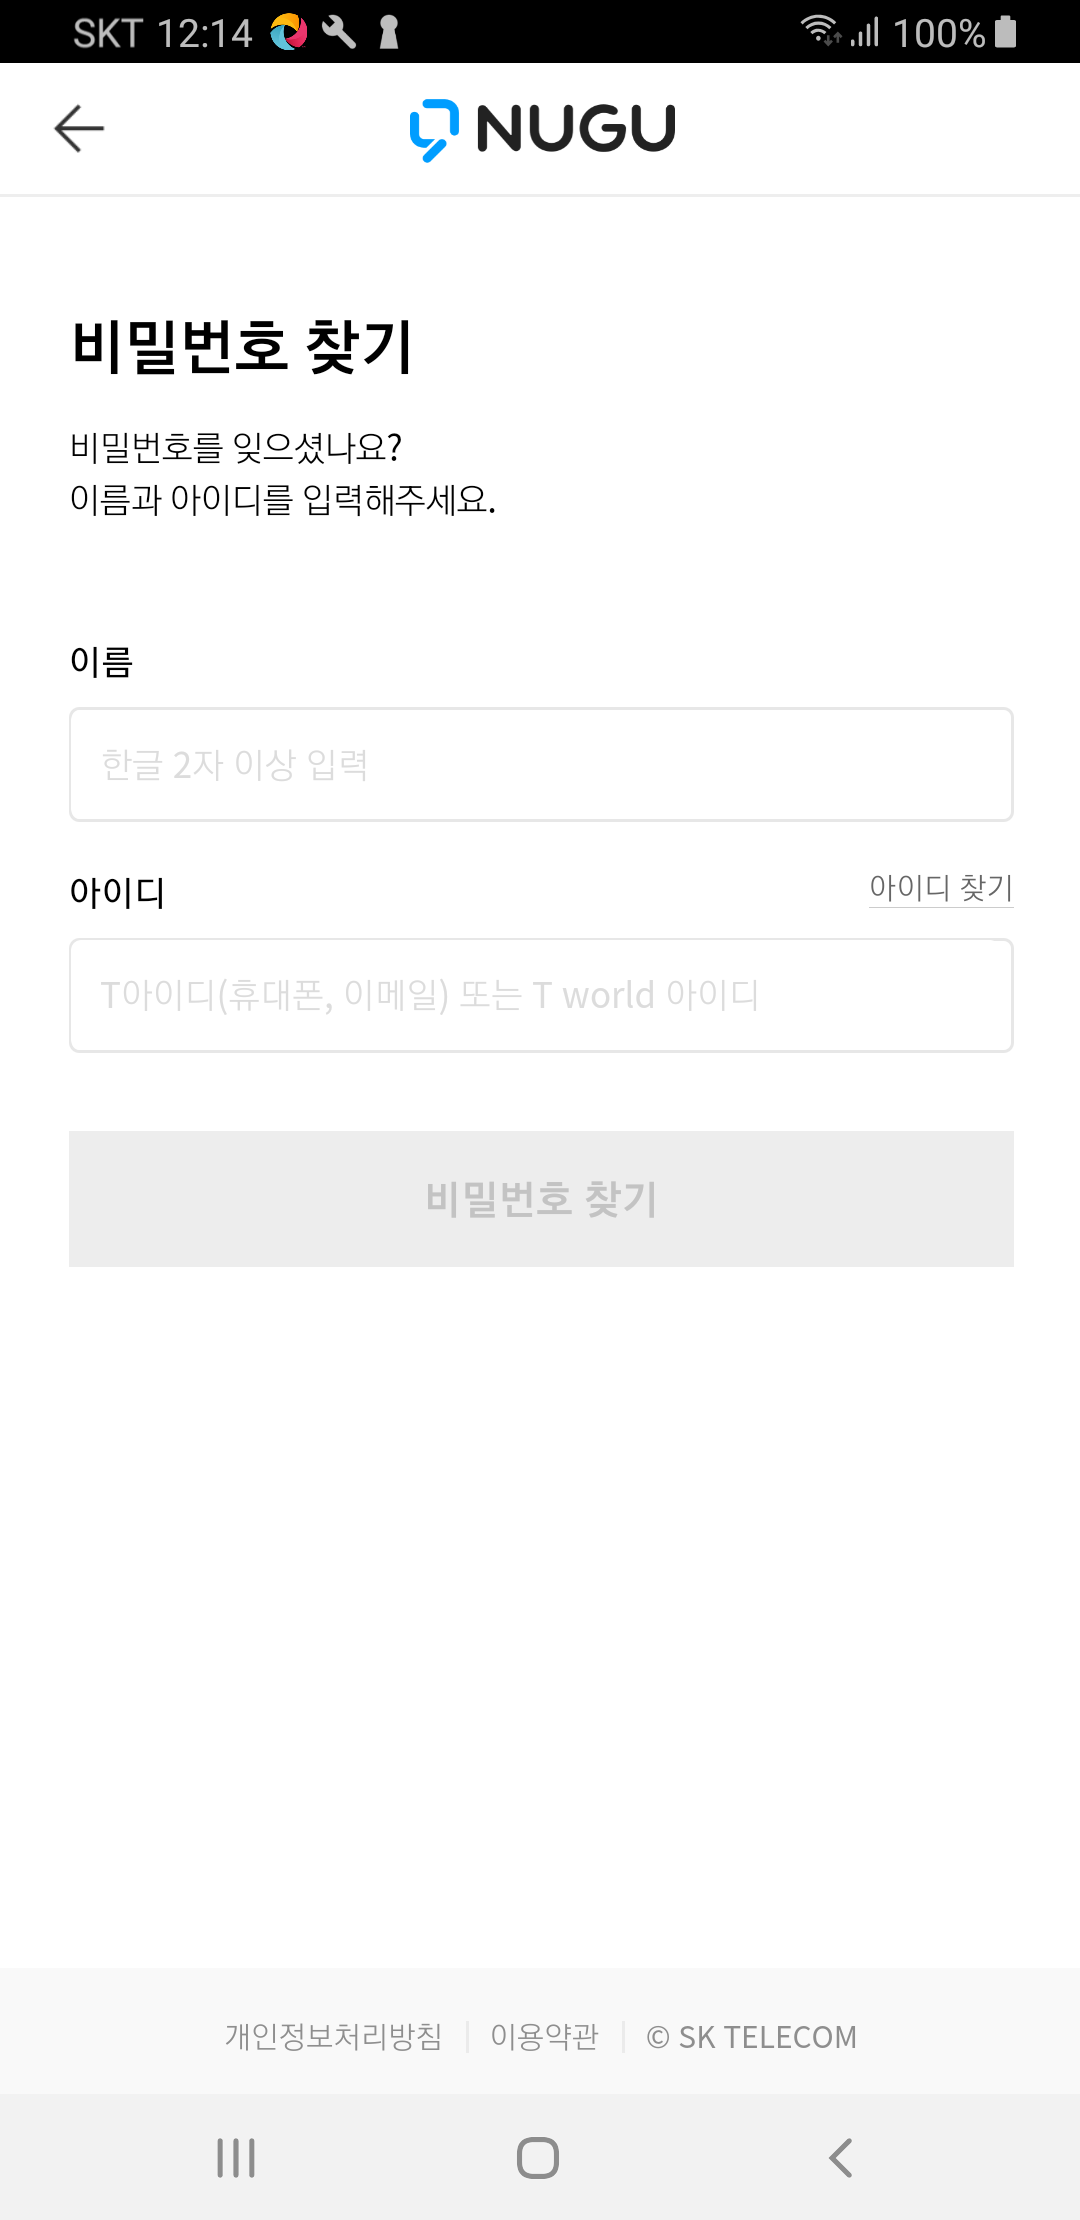 SKT 12:14 100%
NUGU
비밀번호 찾기
비밀번호를 잊으셨나요?
이름과 아이디를 입력해주세요.
이름
한글 2자 이상 입력
아이디 아이디 찾기
T아이디(휴대폰, 이메일) 또는 T world 아이디
비밀번호 찾기
개인정보처리방침 | 이용약관 | © SK TELECOM